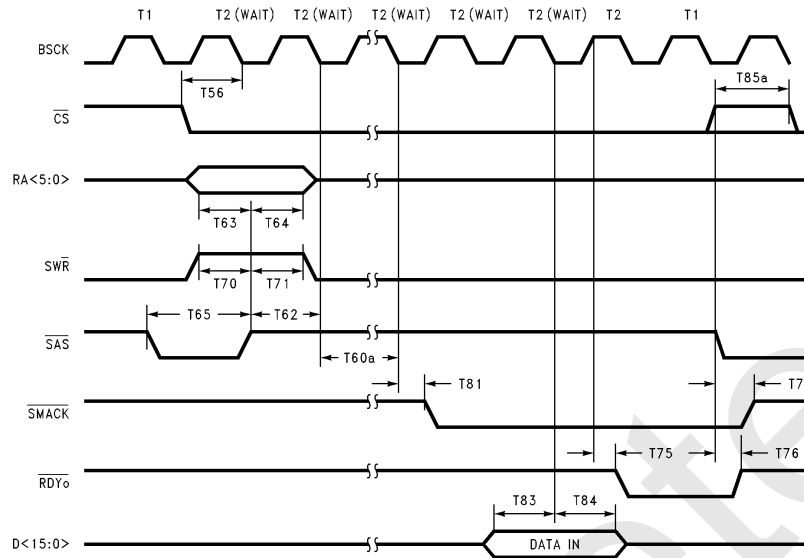 T1 T2 (WAIT) T2 (WAIT) T2 (WAIT) T2 (WAIT) T2 (WAIT) T2 T1
BSCK
T56
T85a
CS
RA<5:0>
T63 T64
SWR
T70 T71
T65 T62
SAS
T60a
T81
T7
SMACK
T75 T76
RDYo
T83 T84
D<15:0>
DATA IN